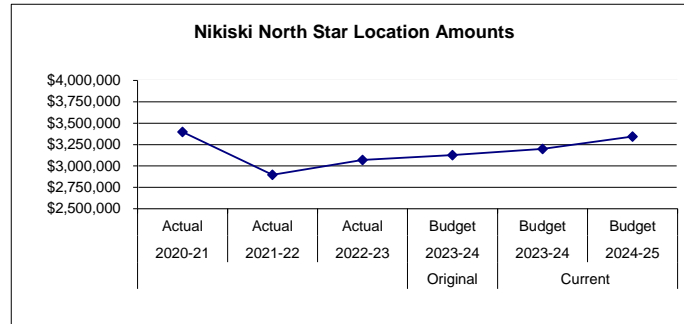 Nikiski North Star Location Amounts
$4,000,000
$3,750,000
$3,500,000
$3,250,000
$3,000,000
$2,750,000
$2,500,000
Actual Actual Actual Budget Budget Budget
2020-21 2021-22 2022-23 2023-24 2023-24 2024-25
Original Current